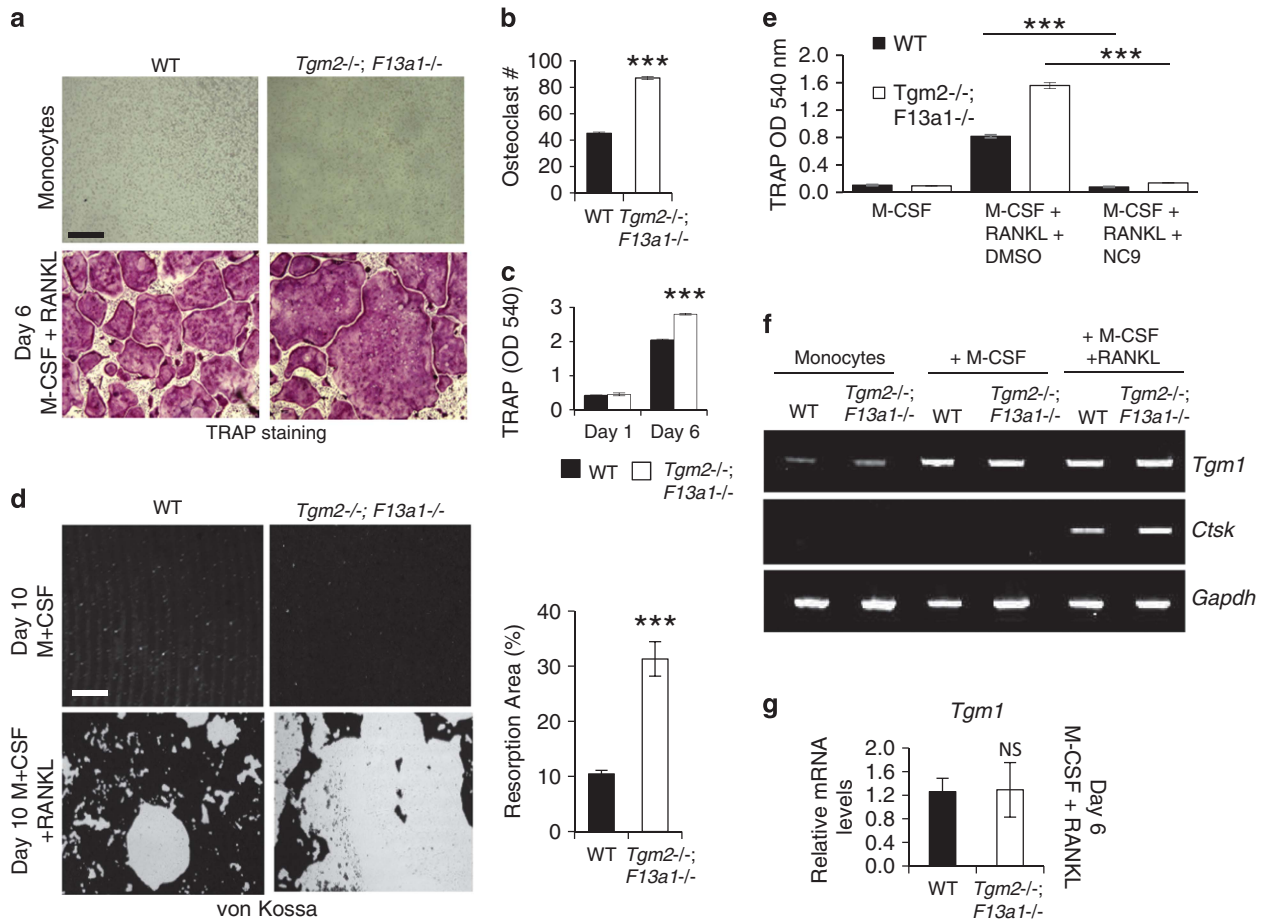 a
WT
Tgm2-/-; F13a1-/-
Monocytes
Day 6
M-CSF + RANKL
TRAP staining
b
Osteoclast #
100
80
60
40
20
0
***
WT
Tgm2-/-;
F13a1-/-
c
TRAP (OD 540)
3
2
1
0
***
Day 1
Day 6
WT
Tgm2-/-;
F13a1-/-
d
WT
Tgm2-/-; F13a1-/-
Day 10
M+CSF
Day 10 M+CSF
+RANKL
von Kossa
Resorption Area (%)
40
30
20
10
0
***
WT
Tgm2-/-;
F13a1-/-
e
***
***
WT
Tgm2-/-;
F13a1-/-
TRAP OD 540 nm
2.0
1.6
1.2
0.8
0.4
0.0
M-CSF
M-CSF +
RANKL +
DMSO
M-CSF +
RANKL +
NC9
f
Monocytes
+ M-CSF
+ M-CSF
+RANKL
WT
Tgm2-/-;
F13a1-/-
WT
Tgm2-/-;
F13a1-/-
WT
Tgm2-/-;
F13a1-/-
Tgm1
Ctsk
Gapdh
g
Tgm1
Relative mRNA
levels
2.0
1.6
1.2
0.8
0.4
0.0
NS
WT
Tgm2-/-;
F13a1-/-
Day 6
M-CSF + RANKL